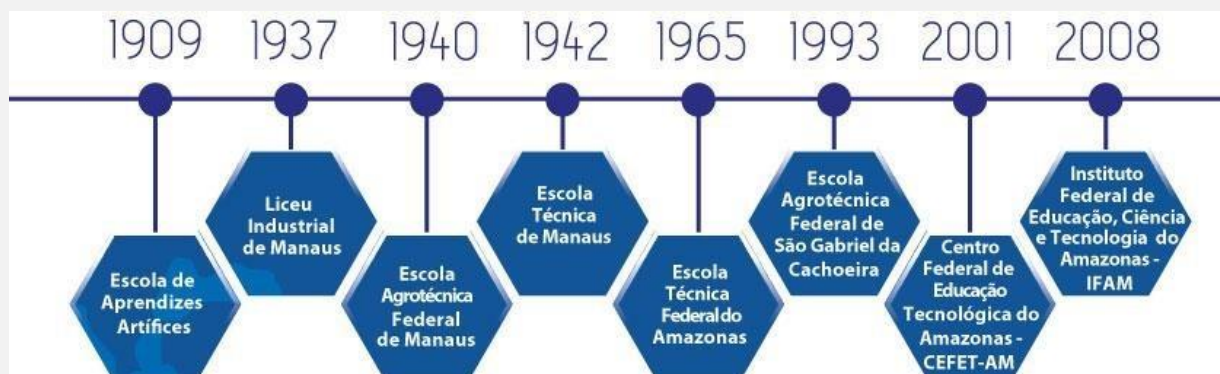 1909 1937 1940 1942 1965 1993 2001 2008
Escola de
Aprendizes
Artífices
Liceu
Industrial
de Manaus
Escola
Agrotécnica
Federal
de Manaus
Escola
Técnica
de Manaus
Escola
Técnica
Federal do
Amazonas
Escola
Agrotécnica
Federal de
São Gabriel da
Cachoeira
Centro
Federal de
Educação
Tecnológica do
Amazonas -
CEFET-AM
Instituto
Federal de
Educação, Ciência
e Tecnologia do
Amazonas -
IFAM